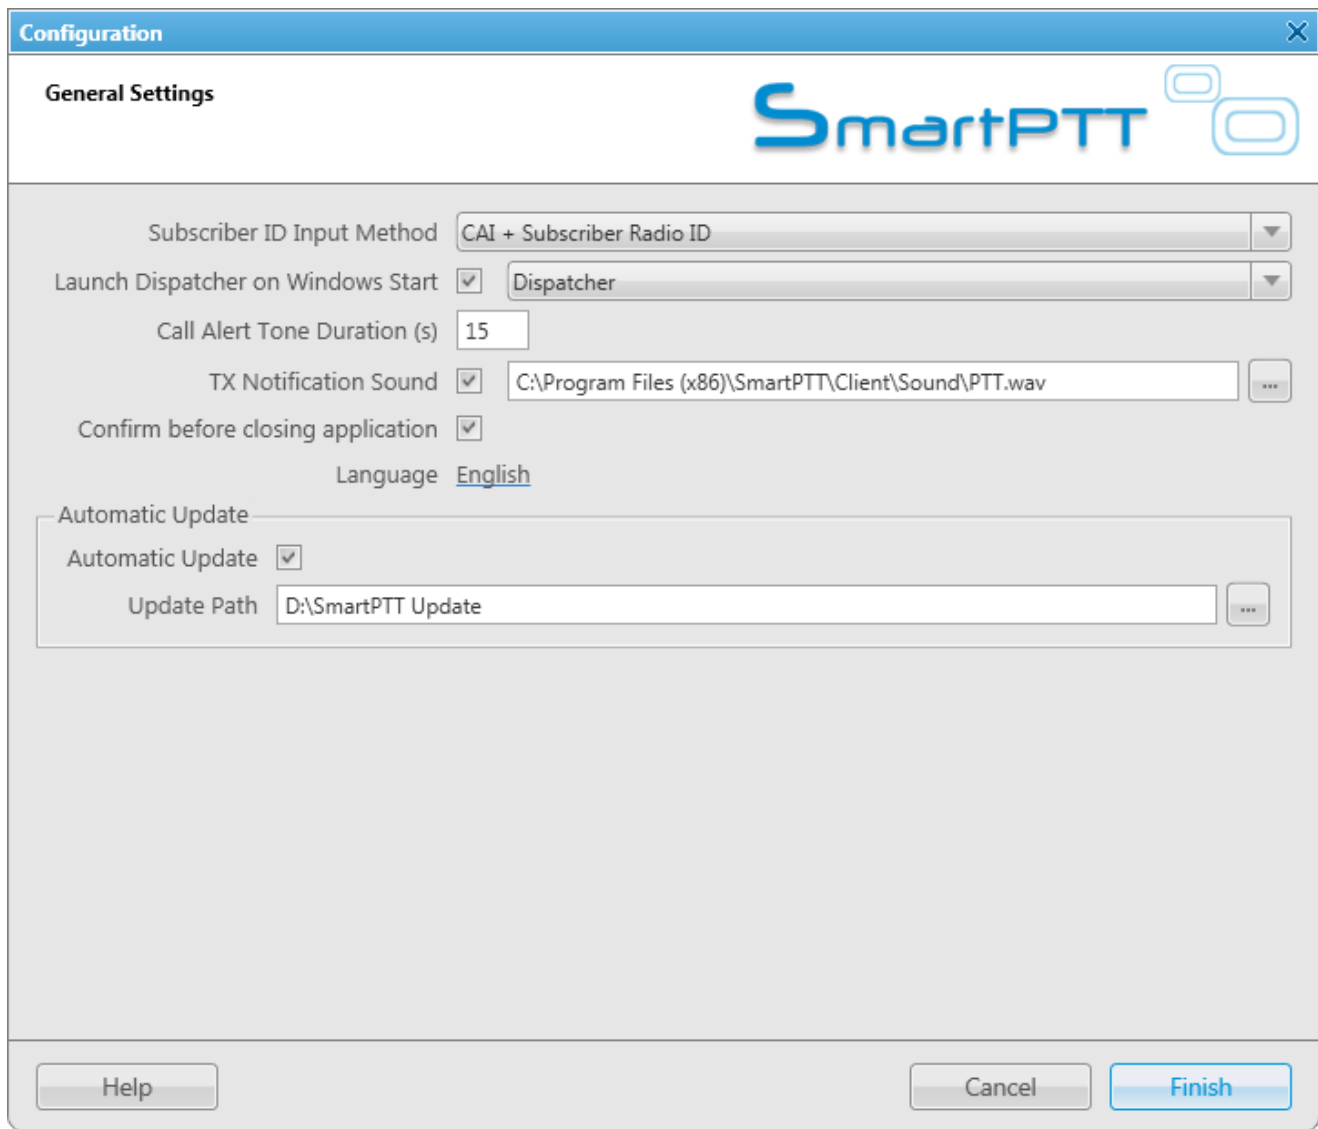 Configuration
General Settings
SmartPTT
Subscriber ID Input Method CAI + Subscriber Radio ID
Launch Dispatcher on Windows Start Dispatcher
Call Alert Tone Duration (s) 15
TX Notification Sound C:\Program Files (x86)\SmartPTT\Client\Sound\PTT.wav ...
Confirm before closing application
Language English
Automatic Update
Automatic Update
Update Path D:\SmartPTT Update ...
Help Cancel Finish